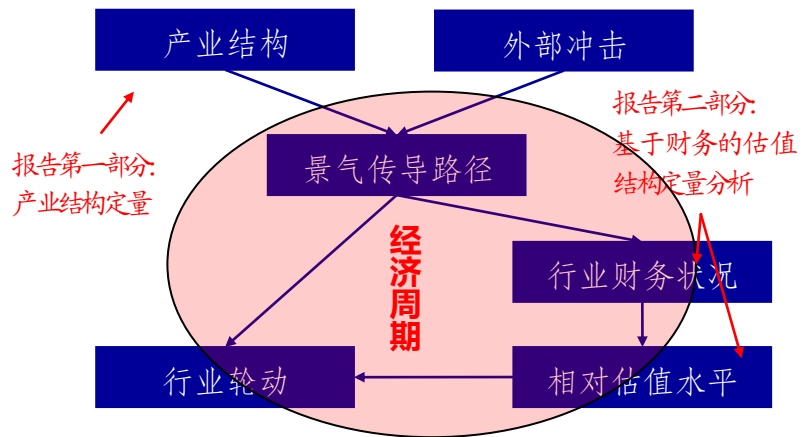 产业结构
外部冲击
报告第一部分:
产业结构定量
景气传导路径
报告第二部分:
基于财务的估值
结构定量分析
经济周期
行业财务状况
行业轮动
相对估值水平